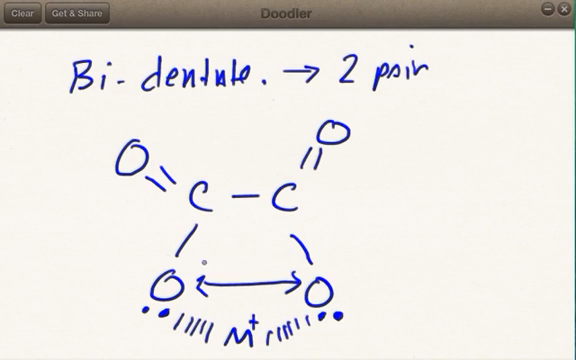 Clear Get & Share Doodler
Bi-dentate. → 2 pair
O O
C - C
O O
M+